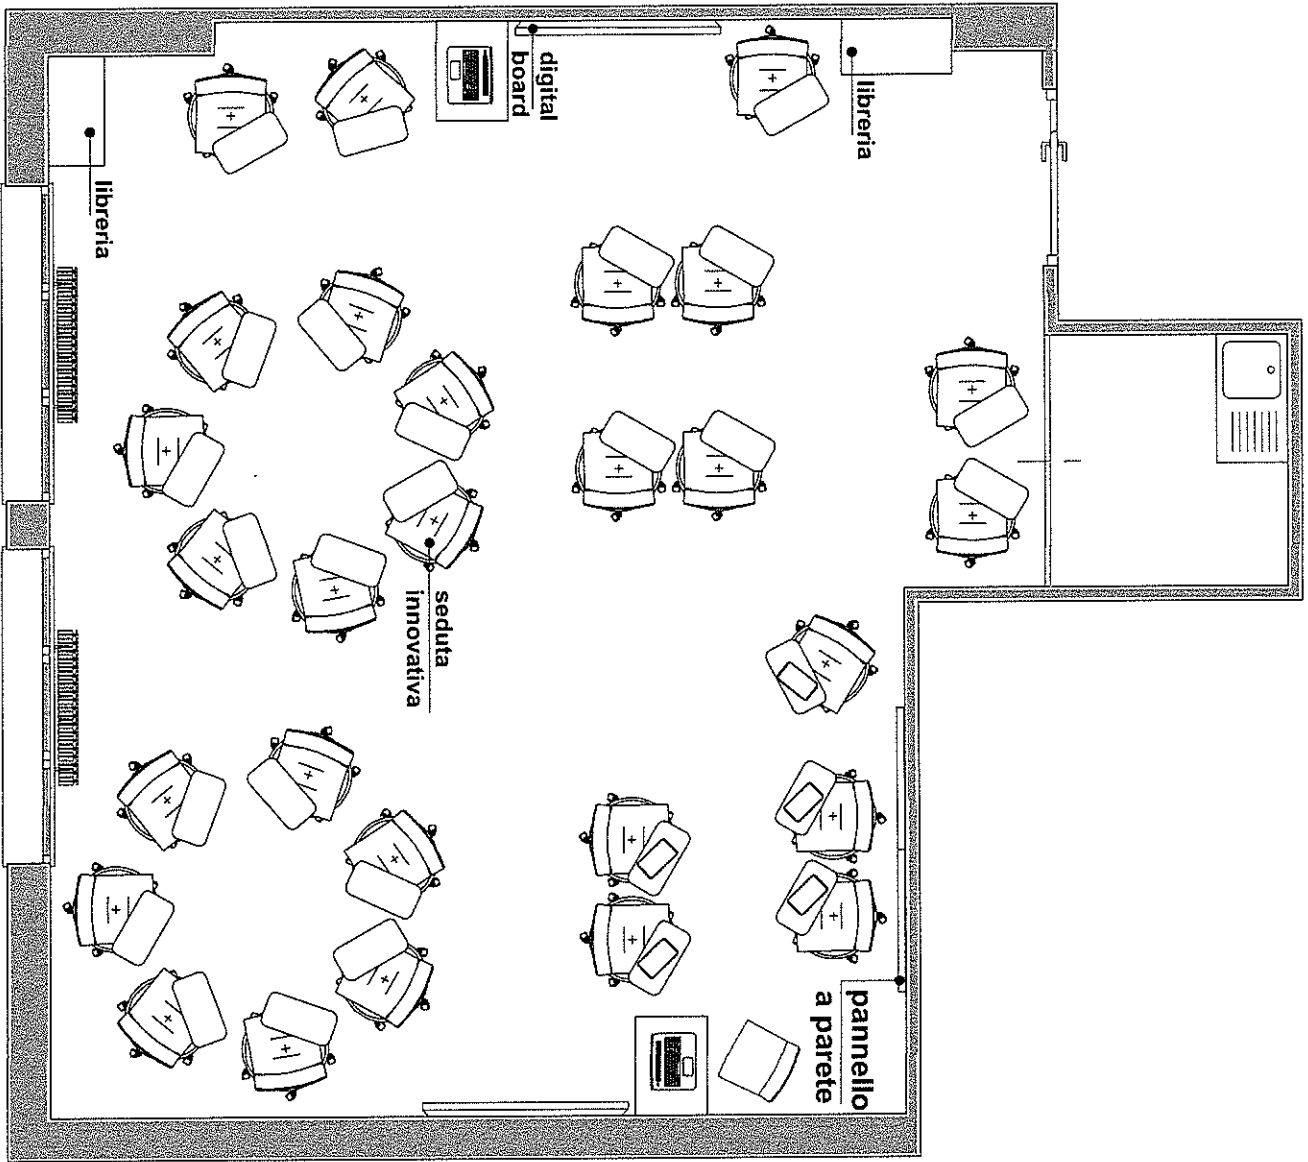 digital
board
libreria
libreria
seduta
innovativa
pannello
a parete